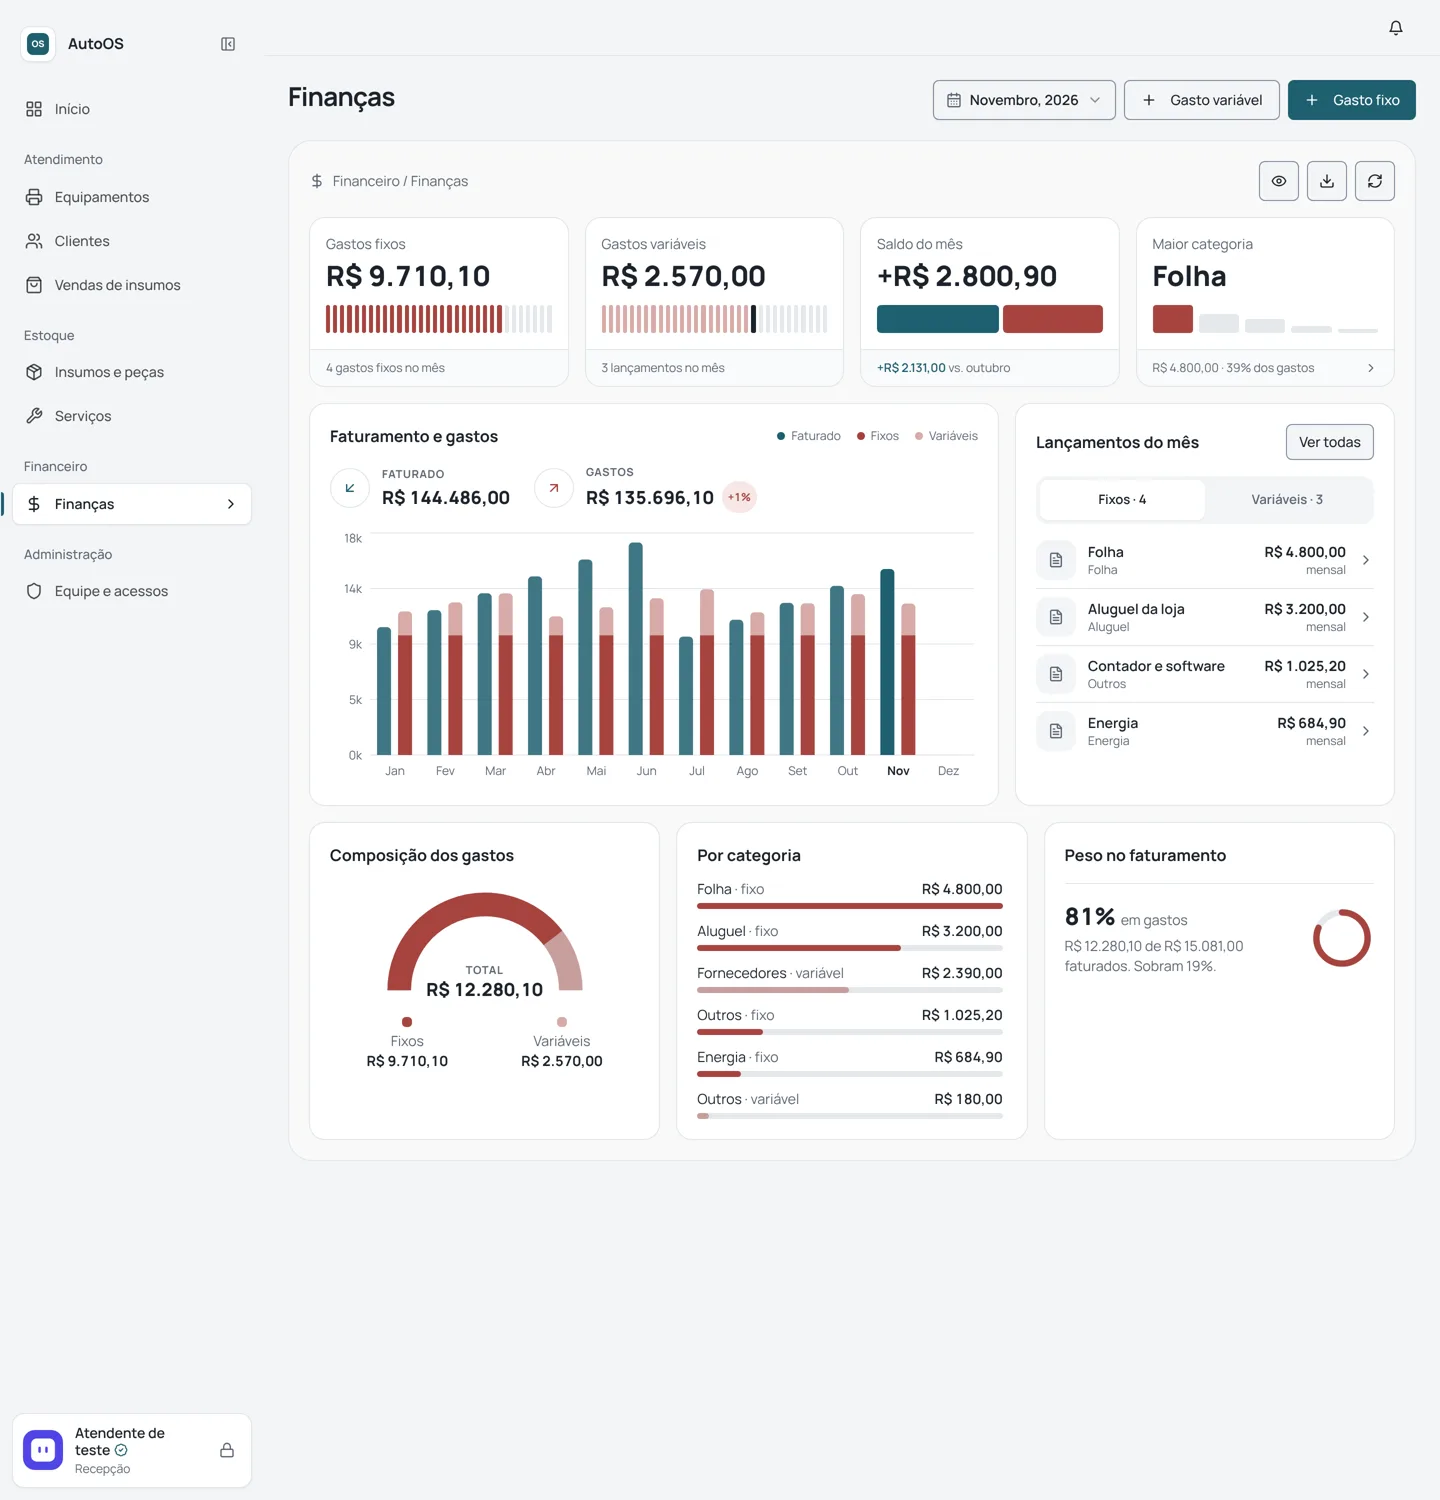 OS
AutoOS
Início
Atendimento
Equipamentos
Clientes
Vendas de insumos
Estoque
Insumos e peças
Serviços
Financeiro
Finanças
Administração
Equipe e acessos
Atendente de
teste
Recepção
Finanças
Novembro, 2026
Gasto variável
Gasto fixo
Financeiro / Finanças
Gastos fixos
R$ 9.710,10
4 gastos fixos no mês
Gastos variáveis
R$ 2.570,00
3 lançamentos no mês
Saldo do mês
+R$ 2.800,90
+R$ 2.131,00 vs. outubro
Maior categoria
Folha
R$ 4.800,00 · 39% dos gastos
Faturamento e gastos
Faturado
Fixos
Variáveis
FATURADO
R$ 144.486,00
GASTOS
R$ 135.696,10
+1%
18k
14k
9k
5k
0k
Jan
Fev
Mar
Abr
Mai
Jun
Jul
Ago
Set
Out
Nov
Dez
Lançamentos do mês
Ver todas
Fixos · 4
Variáveis · 3
Folha
R$ 4.800,00
Folha
mensal
Aluguel da loja
R$ 3.200,00
Aluguel
mensal
Contador e software
R$ 1.025,20
Outros
mensal
Energia
R$ 684,90
Energia
mensal
Composição dos gastos
TOTAL
R$ 12.280,10
Fixos
R$ 9.710,10
Variáveis
R$ 2.570,00
Por categoria
Folha · fixo
R$ 4.800,00
Aluguel · fixo
R$ 3.200,00
Fornecedores · variável
R$ 2.390,00
Outros · fixo
R$ 1.025,20
Energia · fixo
R$ 684,90
Outros · variável
R$ 180,00
Peso no faturamento
81% em gastos
R$ 12.280,10 de R$ 15.081,00
faturados. Sobram 19%.